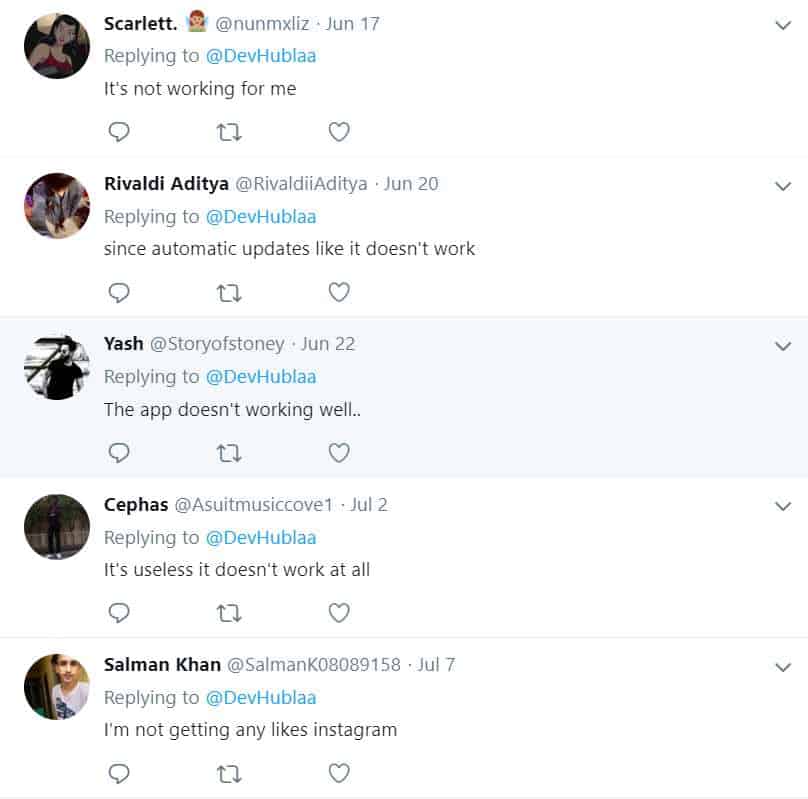 Scarlett. @nunmxliz · Jun 17
Replying to @DevHublaa
It's not working for me
Rivaldi Aditya @RivaldiiAditya · Jun 20
Replying to @DevHublaa
since automatic updates like it doesn't work
Yash @Storyofstoney · Jun 22
Replying to @DevHublaa
The app doesn't working well..
Cephas @Asuitmusiccove1 · Jul 2
Replying to @DevHublaa
It's useless it doesn't work at all
Salman Khan @SalmanK08089158 · Jul 7
Replying to @DevHublaa
I'm not getting any likes instagram